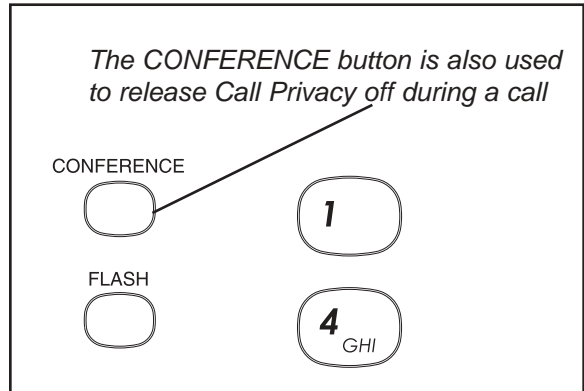 The CONFERENCE button is also used
to release Call Privacy off during a call
CONFERENCE
1
FLASH
4
GHI